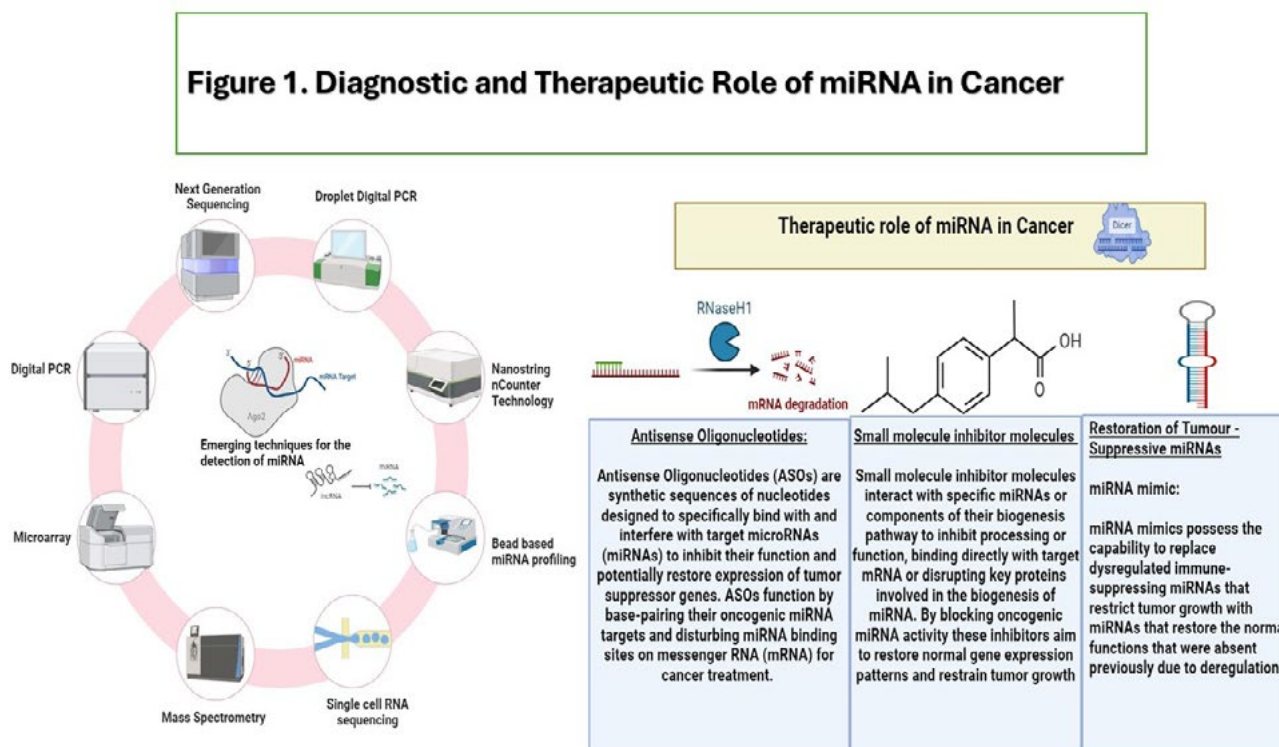 Figure 1. Diagnostic and Therapeutic Role of miRNA in Cancer
Next Generation
Sequencing
Droplet Digital PCR
Digital PCR
Nanostring
nCounter
Technology
3'
5'
5'
miRNA
mRNA Target
Ago2
Emerging techniques for the
detection of miRNA
lncRNA
miRNA
Microarray
Bead based
miRNA profiling
Mass Spectrometry
Single cell RNA
sequencing
Therapeutic role of miRNA in Cancer
Dicer
RNaseH1
mRNA degradation
OH
O
Antisense Oligonucleotides:
Antisense Oligonucleotides (ASOs) are
synthetic sequences of nucleotides
designed to specifically bind with and
interfere with target microRNAs
(miRNAs) to inhibit their function and
potentially restore expression of tumor
suppressor genes. ASOs function by
base-pairing their oncogenic miRNA
targets and disturbing miRNA binding
sites on messenger RNA (mRNA) for
cancer treatment.
Small molecule inhibitor molecules
Small molecule inhibitor molecules
interact with specific miRNAs or
components of their biogenesis
pathway to inhibit processing or
function, binding directly with target
mRNA or disrupting key proteins
involved in the biogenesis of
miRNA. By blocking oncogenic
miRNA activity these inhibitors aim
to restore normal gene expression
patterns and restrain tumor growth
Restoration of Tumour -
Suppressive miRNAs
miRNA mimic:
miRNA mimics possess the
capability to replace
dysregulated immune-
suppressing miRNAs that
restrict tumor growth with
miRNAs that restore the norma
functions that were absent
previously due to deregulation